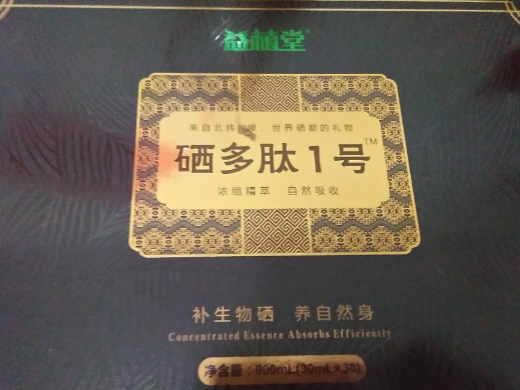 益植堂
来自北纬 度，世界硒都的礼物
硒多肽1号™
浓缩精萃 自然吸收
补生物硒 养自然身
Concentrated Essence Absorbs Efficiently
净含量：900mL(30mL×30)